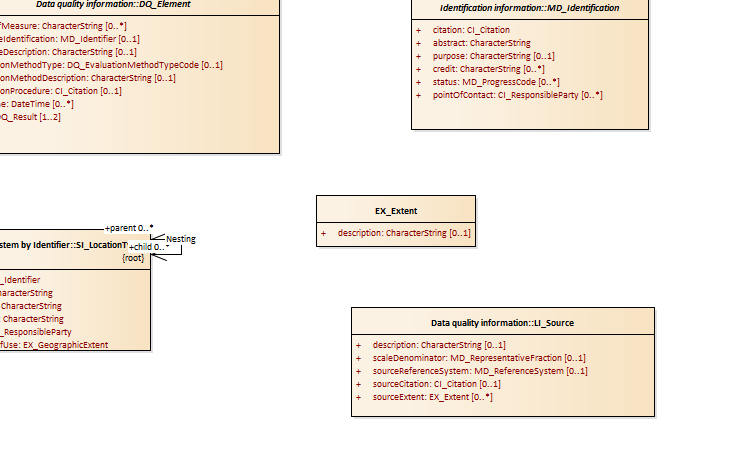 Data quality information::DQ_Element
fMeasure: CharacterString [0..*]
eIdentification: MD_Identifier [0..1]
eDescription: CharacterString [0..1]
onMethodType: DQ_EvaluationMethodTypeCode [0..1]
onMethodDescription: CharacterString [0..1]
onProcedure: CI_Citation [0..1]
e: DateTime [0..*]
Q_Result [1..2]
Identification information::MD_Identification
+ citation: CI_Citation
+ abstract: CharacterString
+ purpose: CharacterString [0..1]
+ credit: CharacterString [0..*]
+ status: MD_ProgressCode [0..*]
+ pointOfContact: CI_ResponsibleParty [0..*]
EX_Extent
+ description: CharacterString [0..1]
+parent 0..*
Nesting
stem by Identifier::SI_LocationT
+child 0..*
{root}
_Identifier
haracterString
CharacterString
: CharacterString
_ResponsibleParty
fUse: EX_GeographicExtent
Data quality information::LI_Source
+ description: CharacterString [0..1]
+ scaleDenominator: MD_RepresentativeFraction [0..1]
+ sourceReferenceSystem: MD_ReferenceSystem [0..1]
+ sourceCitation: CI_Citation [0..1]
+ sourceExtent: EX_Extent [0..*]